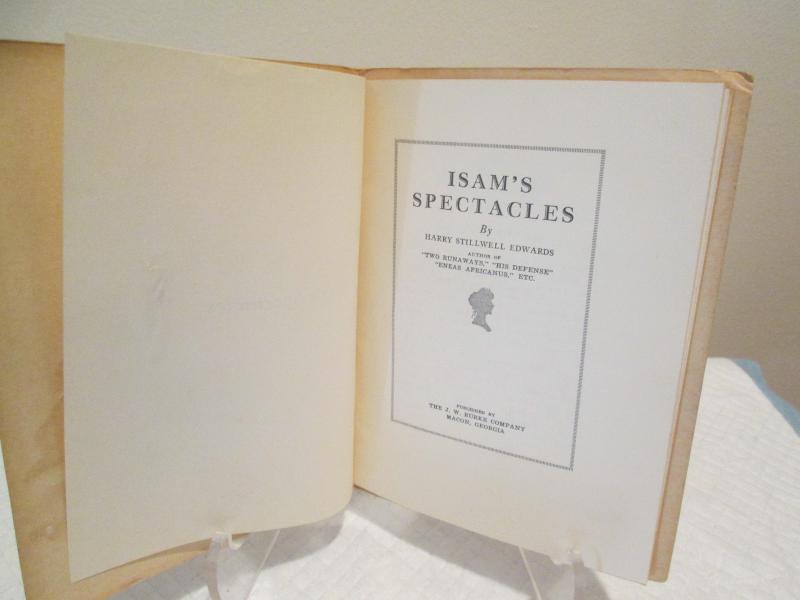 ISAM'S
SPECTACLES
By
HARRY STILLWELL EDWARDS
AUTHOR OF
"TWO RUNAWAYS," "HIS DEFENSE"
"ENEAS AFRICANUS," ETC.
PUBLISHED BY
THE J. W. BURKE COMPANY
MACON, GEORGIA